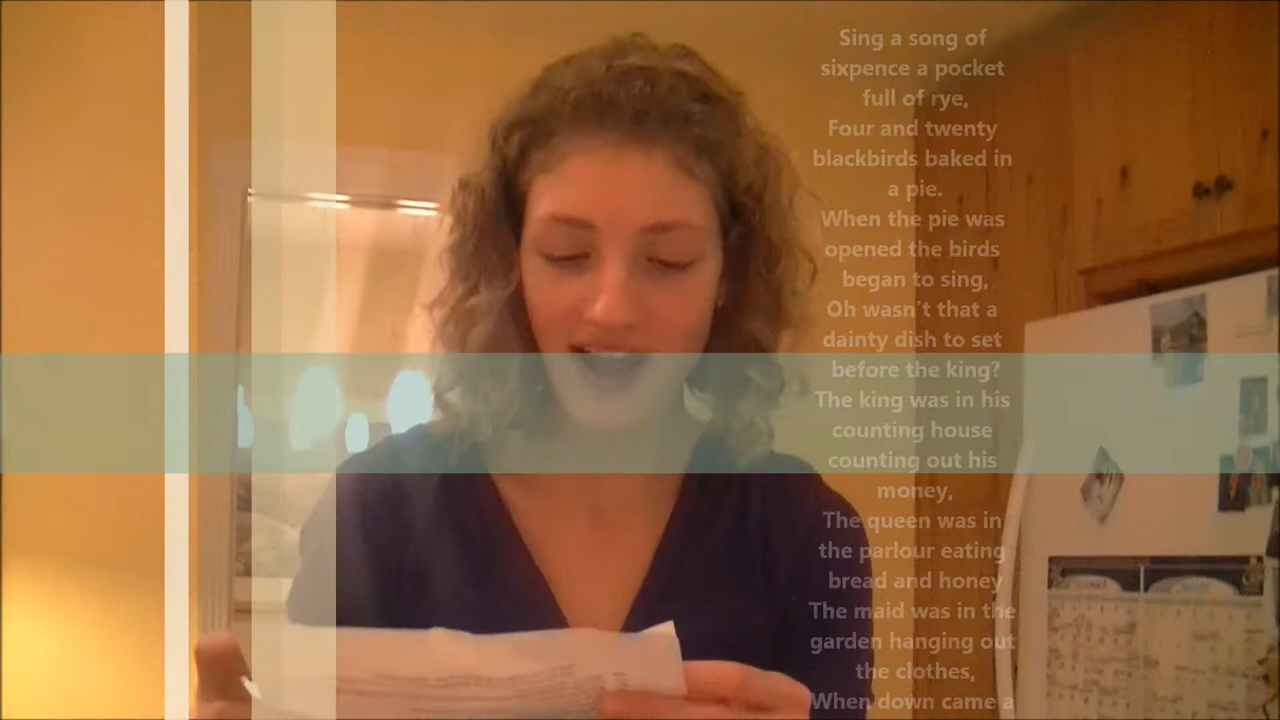 Sing a song of
sixpence a pocket
full of rye,
Four and twenty
blackbirds baked in
a pie.
When the pie was
opened the birds
began to sing,
Oh wasn't that a
dainty dish to set
before the king?
The king was in his
counting house
counting out his
money,
The queen was in
the parlour eating
bread and honey
The maid was in the
garden hanging out
the clothes,
When down came a